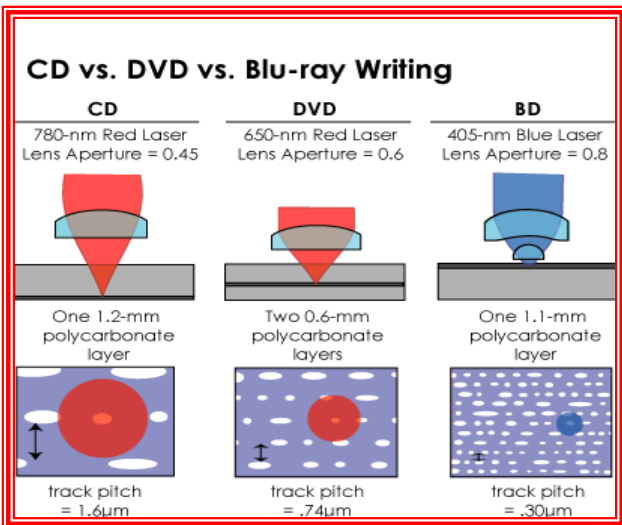 CD vs. DVD vs. Blu-ray Writing
CD
780-nm Red Laser
Lens Aperture = 0.45
One 1.2-mm
polycarbonate
layer
track pitch
= 1.6µm
DVD
650-nm Red Laser
Lens Aperture = 0.6
Two 0.6-mm
polycarbonate
layers
track pitch
= .74µm
BD
405-nm Blue Laser
Lens Aperture = 0.8
One 1.1-mm
polycarbonate
layer
track pitch
= .30µm